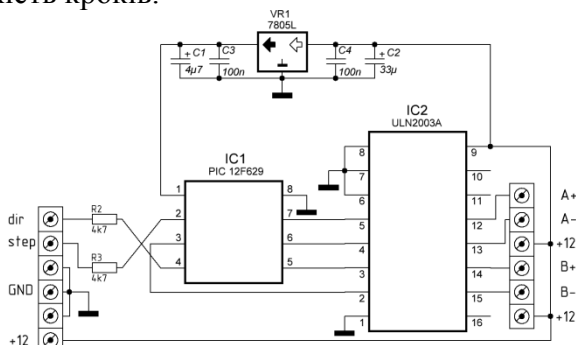 ість кроків.
VR1
7805L
+ C1
4µ7
C3
100n
C4
100n
+ C2
33µ
IC2
ULN2003A
IC1
PIC 12F629
1
2
3
4
8
7
6
5
8
7
6
5
4
3
2
1
9
10
11
12
13
14
15
16
dir
step
GND
+12
R2
4k7
R3
4k7
A+
A-
+12
B+
B-
+12